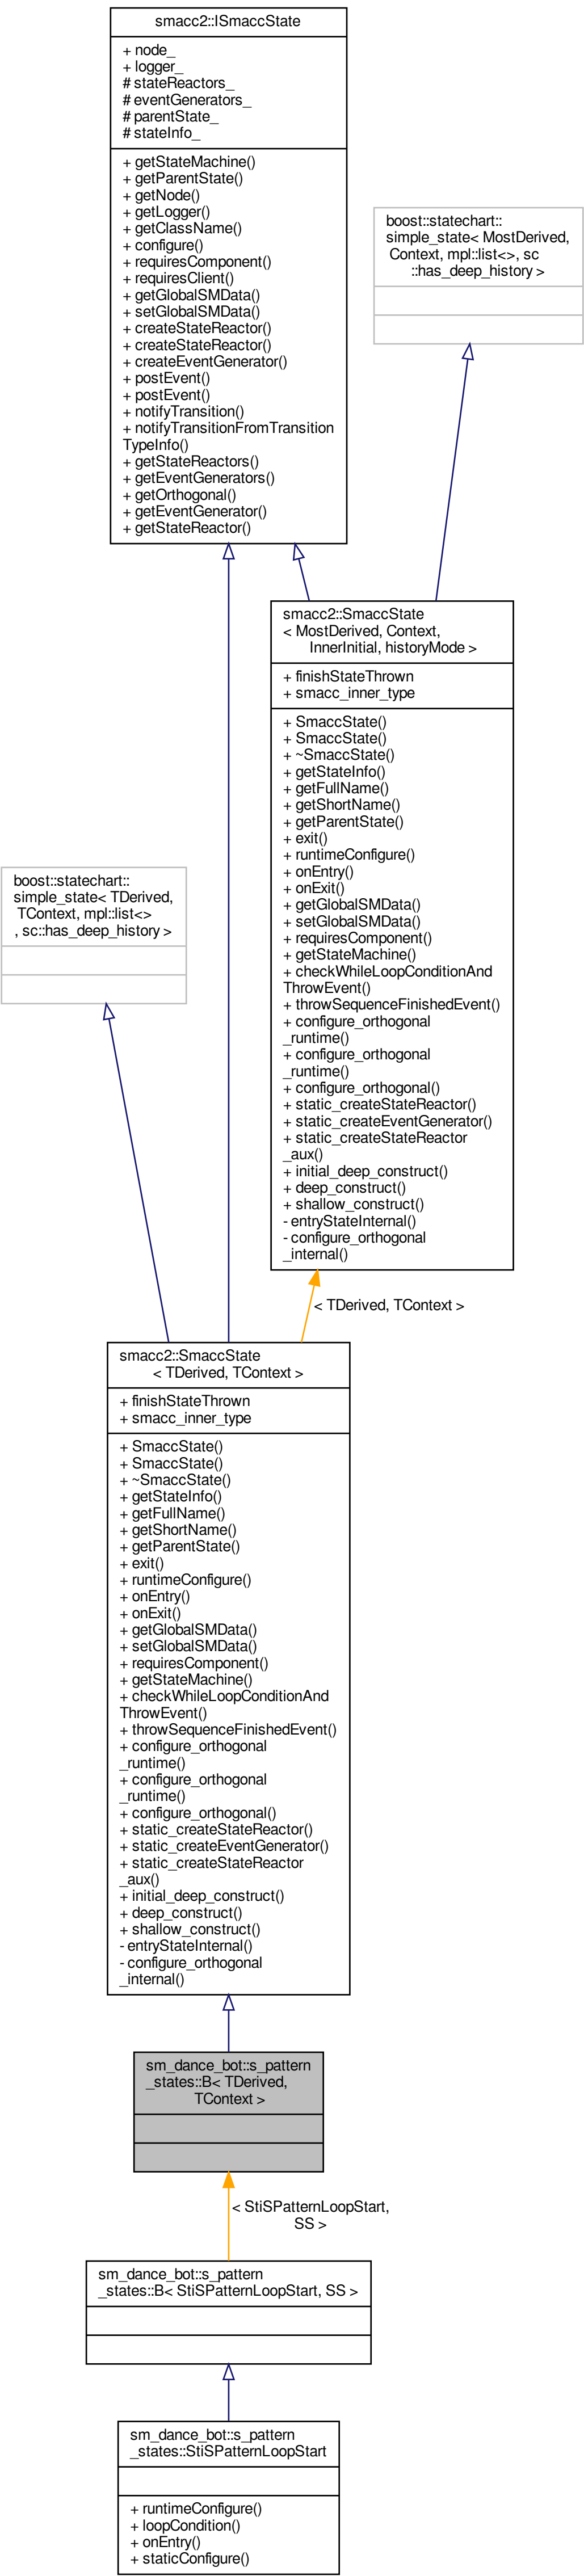 smacc2::ISmaccState
+ node_
+ logger_
# stateReactors_
# eventGenerators_
# parentState_
# stateInfo_
+ getStateMachine()
+ getParentState()
+ getNode()
+ getLogger()
+ getClassName()
+ configure()
+ requiresComponent()
+ requiresClient()
+ getGlobalSMData()
+ setGlobalSMData()
+ createStateReactor()
+ createStateReactor()
+ createEventGenerator()
+ postEvent()
+ postEvent()
+ notifyTransition()
+ notifyTransitionFromTransition
TypeInfo()
+ getStateReactors()
+ getEventGenerators()
+ getOrthogonal()
+ getEventGenerator()
+ getStateReactor()
boost::statechart::
simple_state< MostDerived,
Context, mpl::list<>, sc
::has_deep_history >
smacc2::SmaccState
< MostDerived, Context,
InnerInitial, historyMode >
+ finishStateThrown
+ smacc_inner_type
+ SmaccState()
+ SmaccState()
+ ~SmaccState()
+ getStateInfo()
+ getFullName()
+ getShortName()
+ getParentState()
+ exit()
+ runtimeConfigure()
+ onEntry()
+ onExit()
+ getGlobalSMData()
+ setGlobalSMData()
+ requiresComponent()
+ getStateMachine()
+ checkWhileLoopConditionAnd
ThrowEvent()
+ throwSequenceFinishedEvent()
+ configure_orthogonal
_runtime()
+ configure_orthogonal
_runtime()
+ configure_orthogonal()
+ static_createStateReactor()
+ static_createEventGenerator()
+ static_createStateReactor
_aux()
+ initial_deep_construct()
+ deep_construct()
+ shallow_construct()
- entryStateInternal()
- configure_orthogonal
_internal()
boost::statechart::
simple_state< TDerived,
TContext, mpl::list<>
, sc::has_deep_history >
< TDerived, TContext >
smacc2::SmaccState
< TDerived, TContext >
+ finishStateThrown
+ smacc_inner_type
+ SmaccState()
+ SmaccState()
+ ~SmaccState()
+ getStateInfo()
+ getFullName()
+ getShortName()
+ getParentState()
+ exit()
+ runtimeConfigure()
+ onEntry()
+ onExit()
+ getGlobalSMData()
+ setGlobalSMData()
+ requiresComponent()
+ getStateMachine()
+ checkWhileLoopConditionAnd
ThrowEvent()
+ throwSequenceFinishedEvent()
+ configure_orthogonal
_runtime()
+ configure_orthogonal
_runtime()
+ configure_orthogonal()
+ static_createStateReactor()
+ static_createEventGenerator()
+ static_createStateReactor
_aux()
+ initial_deep_construct()
+ deep_construct()
+ shallow_construct()
- entryStateInternal()
- configure_orthogonal
_internal()
sm_dance_bot::s_pattern
_states::B< TDerived,
TContext >
< StiSPatternLoopStart,
SS >
sm_dance_bot::s_pattern
_states::B< StiSPatternLoopStart, SS >
sm_dance_bot::s_pattern
_states::StiSPatternLoopStart
+ runtimeConfigure()
+ loopCondition()
+ onEntry()
+ staticConfigure()